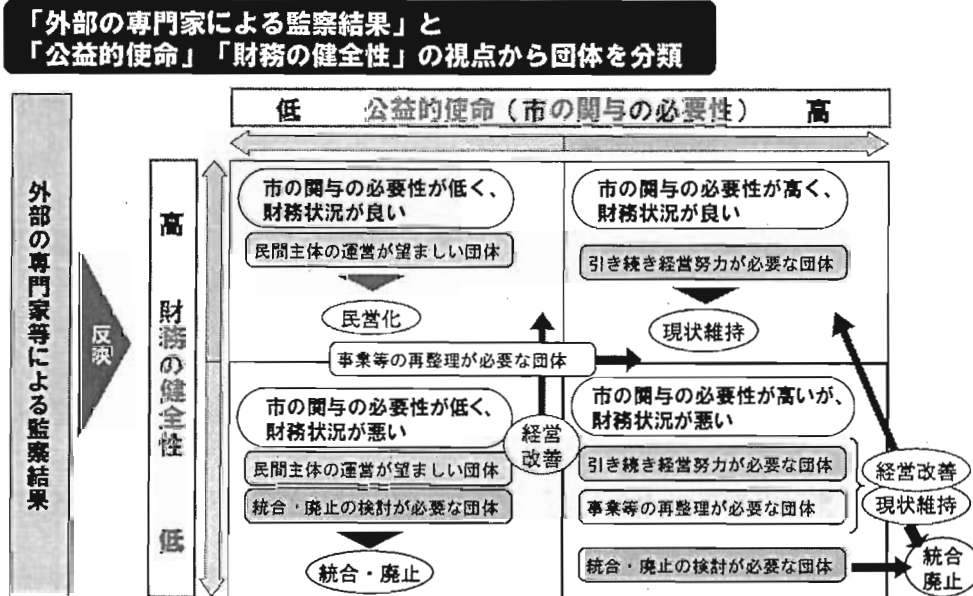 「外部の専門家による監察結果」と
「公益的使命」「財務の健全性」の視点から団体を分類
低 公益的使命（市の関与の必要性） 高
外部の専門家等による監察結果
反映
高 財務の健全性 低
市の関与の必要性が低く、
財務状況が良い
民間主体の運営が望ましい団体
民営化
市の関与の必要性が高く、
財務状況が良い
引き続き経営努力が必要な団体
現状維持
事業等の再整理が必要な団体
市の関与の必要性が低く、
財務状況が悪い
民間主体の運営が望ましい団体
統合・廃止の検討が必要な団体
統合・廃止
経営
改善
市の関与の必要性が高いが、
財務状況が悪い
引き続き経営努力が必要な団体
事業等の再整理が必要な団体
統合・廃止の検討が必要な団体
経営改善
現状維持
統合
廃止